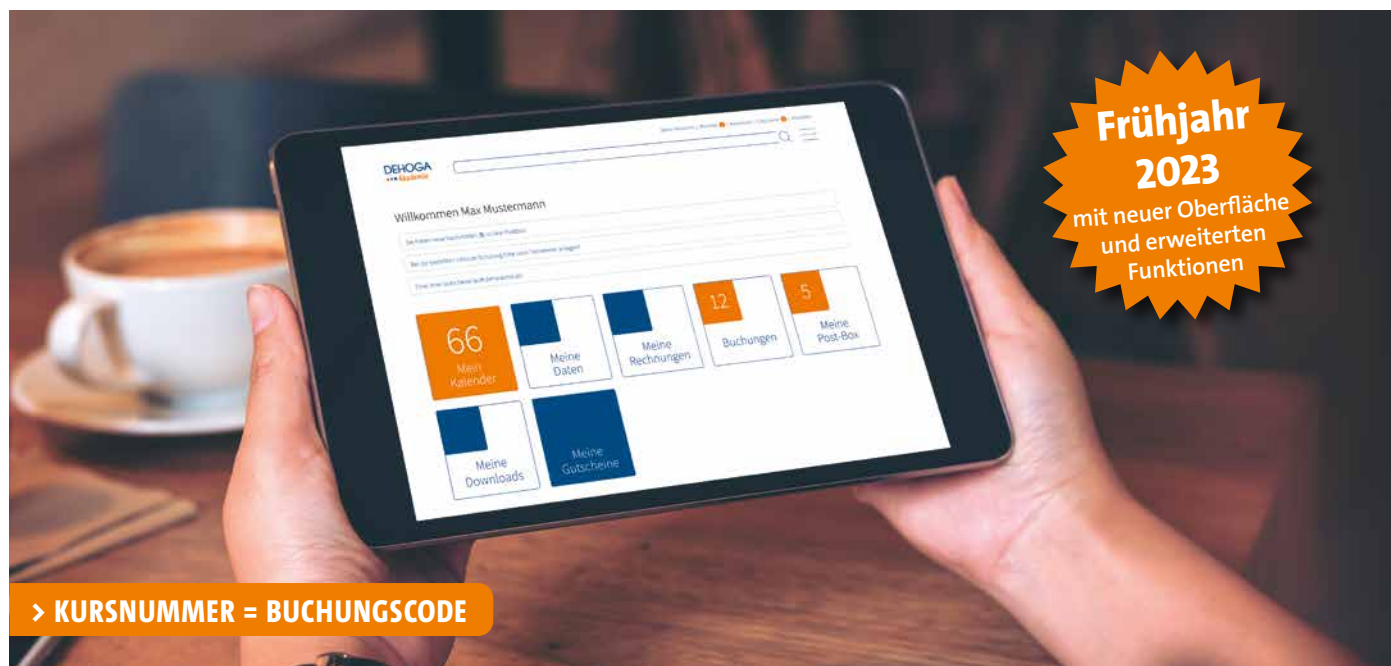 Frühjahr
2023
mit neuer Oberfläche
und erweiterten
Funktionen
DEHOGA
Akademie
Willkommen Max Mustermann
66
Mein
Kalender
Meine
Daten
Meine
Rechnungen
12
Buchungen
5
Meine
Post-Box
Meine
Downloads
Meine
Gutscheine
> KURSNUMMER = BUCHUNGSCODE